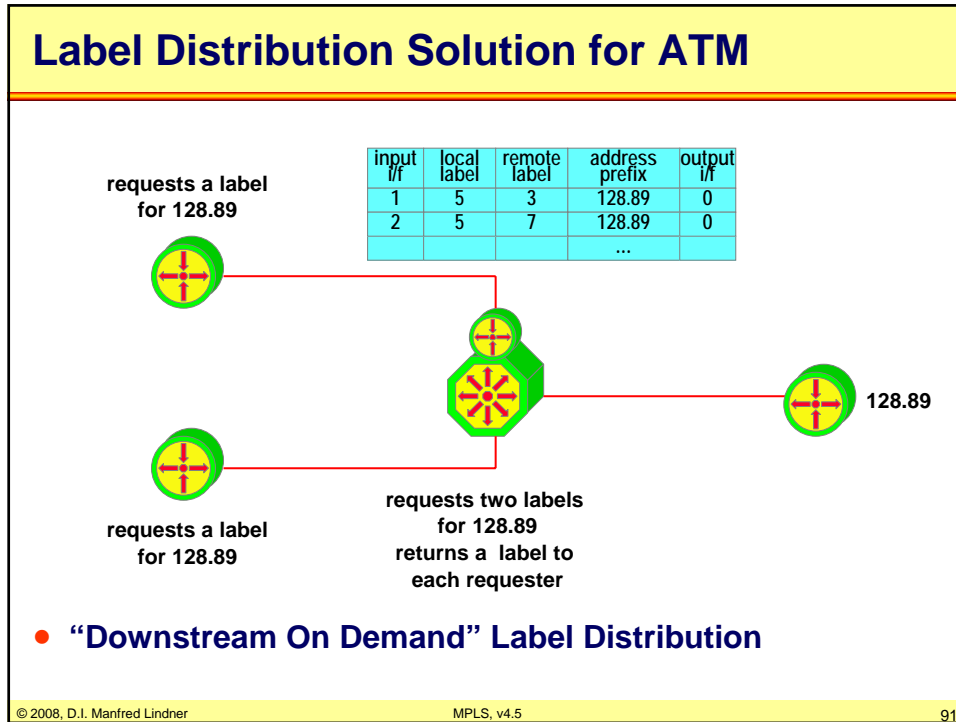 Label Distribution Solution for ATM
requests a label
for 128.89
input i/f local label remote label address prefix output i/f
1 5 3 128.89 0
2 5 7 128.89 0
...
128.89
requests a label
for 128.89
requests two labels
for 128.89
returns a label to
each requester
• “Downstream On Demand” Label Distribution
© 2008, D.I. Manfred Lindner MPLS, v4.5 91